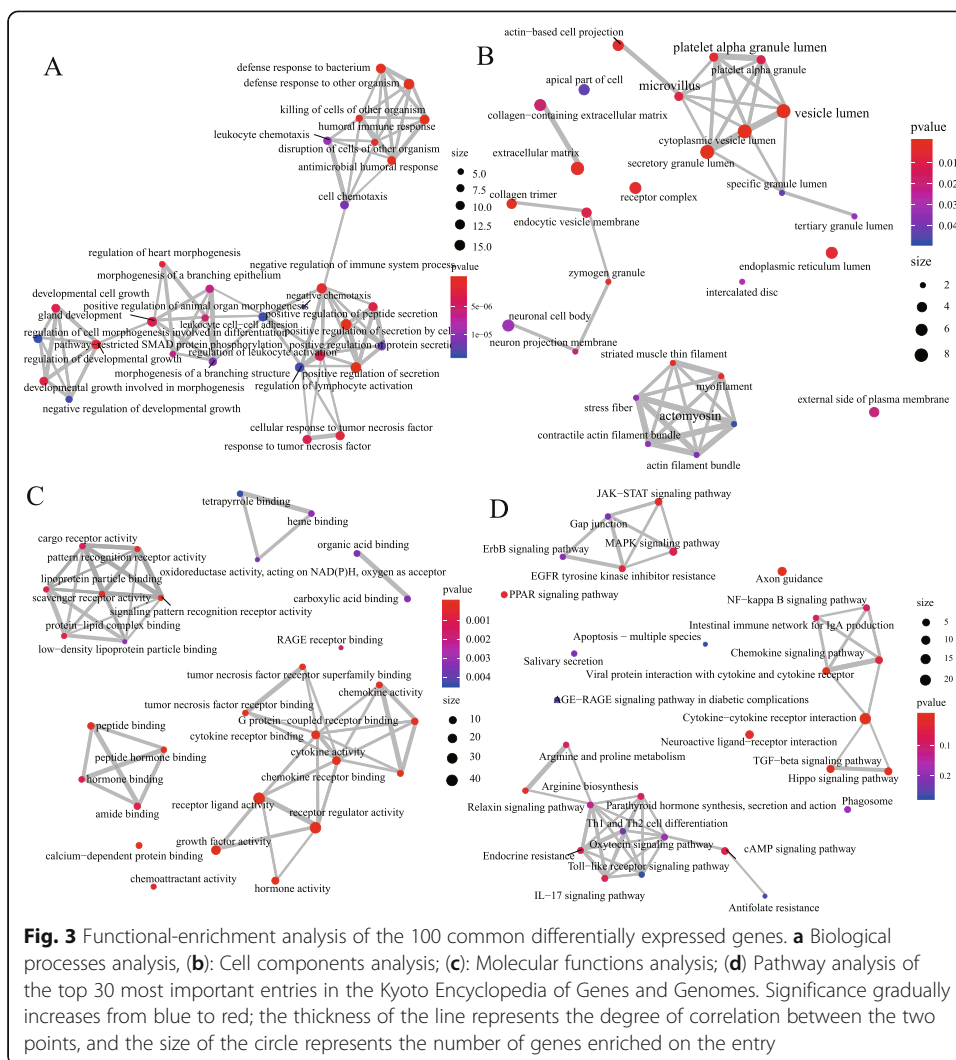 A
defense response to bacterium
defense response to other organism
killing of cells of other organism
humoral immune response
leukocyte chemotaxis
disruption of cells of other organism
antimicrobial humoral response
cell chemotaxis
regulation of heart morphogenesis
negative regulation of immune system process
morphogenesis of a branching epithelium
developmental cell growth
positive regulation of animal organ morphogenesis
negative chemotaxis
gland development
positive regulation of peptide secretion
leukocyte cell-cell adhesion
regulation of cell morphogenesis involved in differentiation
positive regulation of secretion by cell
pathway-restricted SMAD protein phosphorylation
positive regulation of protein secretion
regulation of developmental growth
regulation of leukocyte activation
morphogenesis of a branching structure
positive regulation of secretion
developmental growth involved in morphogenesis
regulation of lymphocyte activation
negative regulation of developmental growth
cellular response to tumor necrosis factor
response to tumor necrosis factor
size
5.0
7.5
10.0
12.5
15.0
pvalue
5e−06
1e−05
B
actin-based cell projection
platelet alpha granule lumen
platelet alpha granule
apical part of cell
microvillus
collagen-containing extracellular matrix
vesicle lumen
cytoplasmic vesicle lumen
extracellular matrix
secretory granule lumen
receptor complex
specific granule lumen
collagen trimer
endocytic vesicle membrane
tertiary granule lumen
endoplasmic reticulum lumen
zymogen granule
intercalated disc
neuronal cell body
neuron projection membrane
striated muscle thin filament
myofilament
stress fiber
actomyosin
external side of plasma membrane
contractile actin filament bundle
actin filament bundle
pvalue
0.01
0.02
0.03
0.04
size
2
4
6
8
C
tetrapyrrole binding
heme binding
cargo receptor activity
organic acid binding
pattern recognition receptor activity
oxidoreductase activity, acting on NAD(P)H, oxygen as acceptor
lipoprotein particle binding
scavenger receptor activity
carboxylic acid binding
signaling pattern recognition receptor activity
protein−lipid complex binding
low−density lipoprotein particle binding
RAGE receptor binding
tumor necrosis factor receptor superfamily binding
chemokine activity
tumor necrosis factor receptor binding
G protein−coupled receptor binding
peptide binding
cytokine receptor binding
cytokine activity
peptide hormone binding
chemokine receptor binding
hormone binding
receptor ligand activity
amide binding
receptor regulator activity
growth factor activity
calcium−dependent protein binding
chemoattractant activity
hormone activity
pvalue
0.001
0.002
0.003
0.004
size
10
20
30
40
D
JAK−STAT signaling pathway
Gap junction
MAPK signaling pathway
ErbB signaling pathway
EGFR tyrosine kinase inhibitor resistance
Axon guidance
PPAR signaling pathway
NF−kappa B signaling pathway
Intestinal immune network for IgA production
Apoptosis − multiple species
Chemokine signaling pathway
Salivary secretion
Viral protein interaction with cytokine and cytokine receptor
AGE−RAGE signaling pathway in diabetic complications
Cytokine−cytokine receptor interaction
Neuroactive ligand−receptor interaction
Arginine and proline metabolism
TGF−beta signaling pathway
Hippo signaling pathway
Arginine biosynthesis
Relaxin signaling pathway
Parathyroid hormone synthesis, secretion and action
Phagosome
Th1 and Th2 cell differentiation
Oxytocin signaling pathway
Endocrine resistance
cAMP signaling pathway
Toll−like receptor signaling pathway
IL−17 signaling pathway
Antifolate resistance
size
5
10
15
20
pvalue
0.1
0.2
Fig. 3 Functional-enrichment analysis of the 100 common differentially expressed genes. a Biological
processes analysis, (b): Cell components analysis; (c): Molecular functions analysis; (d) Pathway analysis of
the top 30 most important entries in the Kyoto Encyclopedia of Genes and Genomes. Significance gradually
increases from blue to red; the thickness of the line represents the degree of correlation between the two
points, and the size of the circle represents the number of genes enriched on the entry